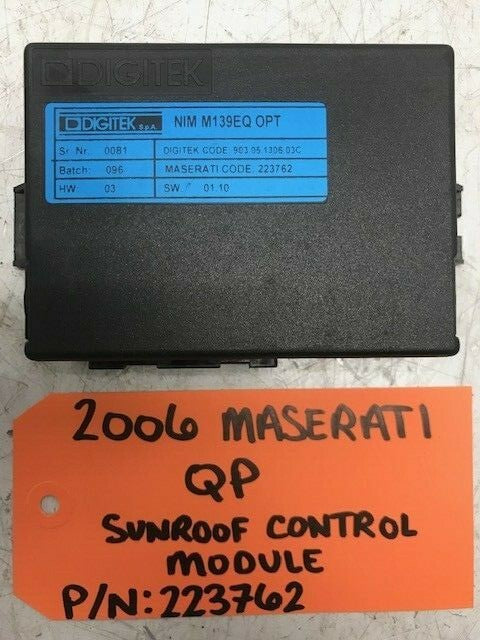 DIGITEK
DIGITEK S.p.A. NIM M139EQ OPT
Sr. Nr. 0081 DIGITEK CODE: 903.05.1306.03C
Batch: 096 MASERATI CODE: 223762
HW: 03 SW: 01.10
2006 MASERATI
QP
SUNROOF CONTROL
MODULE
P/N: 223762